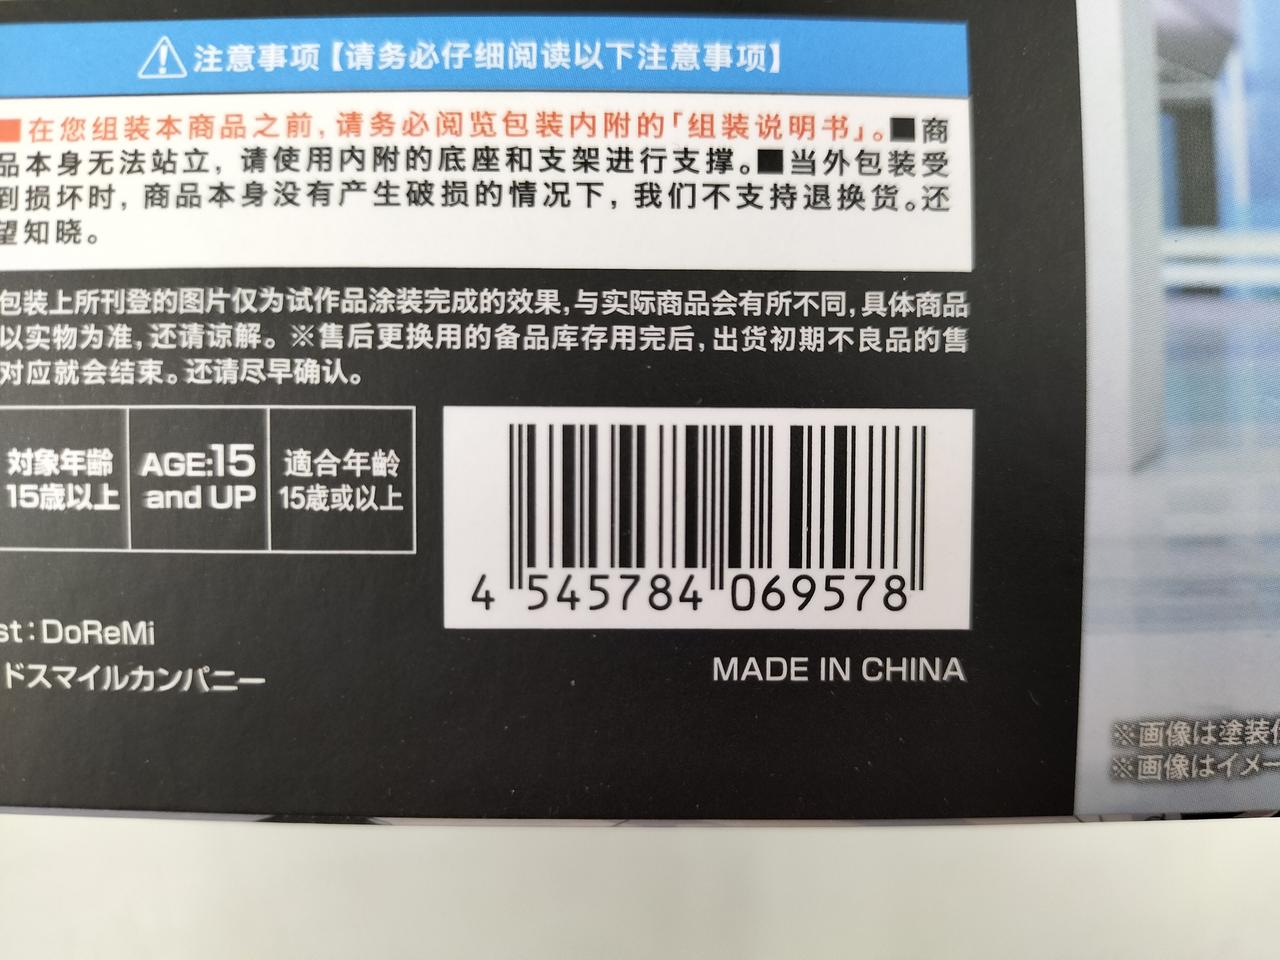 注意事项【请务必仔细阅读以下注意事项】
■在您组装本商品之前,请务必阅览包装内附的「组装说明书」。■商
品本身无法站立,请使用内附的底座和支架进行支撑。■当外包装受
到损坏时,商品本身没有产生破损的情况下,我们不支持退换货。还
望知晓。
包装上所刊登的图片仅为试作品涂装完成的效果,与实际商品会有所不同,具体商品
以实物为准,还请谅解。※售后更换用的备品库存用完后,出货初期不良品的售
对应就会结束。还请尽早确认。
対象年齢
15歳以上
AGE:15
and UP
適合年齡
15歲或以上
4 545784 069578
st:DoReMi
ドスマイルカンパニー
MADE IN CHINA
※画像は塗装
※画像はイメー